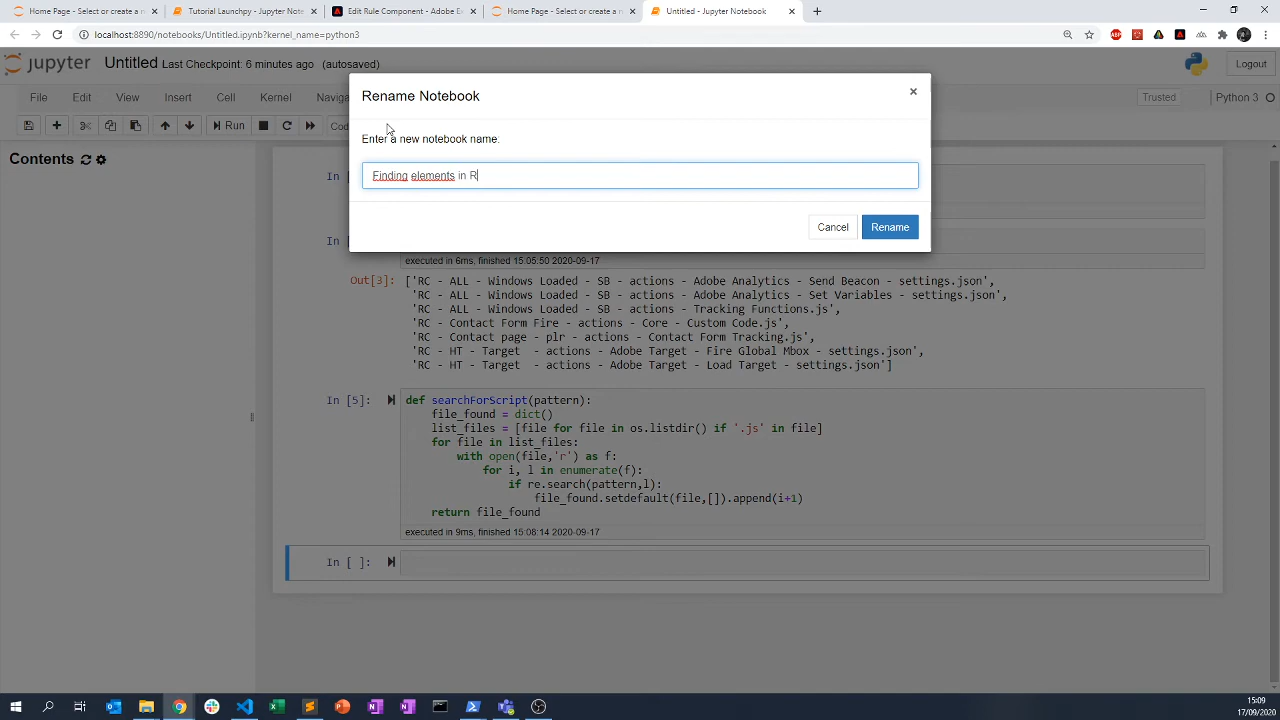 Home Page - Select or create a n
Tutorial Launchpy - Jupyter Note
Edit Rule Component - Adobe Ex
Home Page - Select or create a n
Untitled - Jupyter Notebook
localhost:8890/notebooks/Untitled.ipynb?kernel_name=python3
ABP
jupyter Untitled Last Checkpoint: 6 minutes ago (autosaved)
Logout
File Edit View Insert Cell Kernel Naviga
Trusted
Python 3
Run
Cod
Contents
Rename Notebook
×
Enter a new notebook name:
Finding elements in R
Cancel
Rename
In [
In [
executed in 6ms, finished 15:05:50 2020-09-17
Out[3]: ['RC - ALL - Windows Loaded - SB - actions - Adobe Analytics - Send Beacon - settings.json',
'RC - ALL - Windows Loaded - SB - actions - Adobe Analytics - Set Variables - settings.json',
'RC - ALL - Windows Loaded - SB - actions - Tracking Functions.js',
'RC - Contact Form Fire - actions - Core - Custom Code.js',
'RC - Contact page - plr - actions - Contact Form Tracking.js',
'RC - HT - Target  - actions - Adobe Target - Fire Global Mbox - settings.json',
'RC - HT - Target  - actions - Adobe Target - Load Target - settings.json']
In [5]: def searchForScript(pattern):
file_found = dict()
list_files = [file for file in os.listdir() if '.js' in file]
for file in list_files:
with open(file,'r') as f:
for i, l in enumerate(f):
if re.search(pattern,l):
file_found.setdefault(file,[]).append(i+1)
return file_found
executed in 9ms, finished 15:08:14 2020-09-17
In [ ]:
15:09
17/09/2020